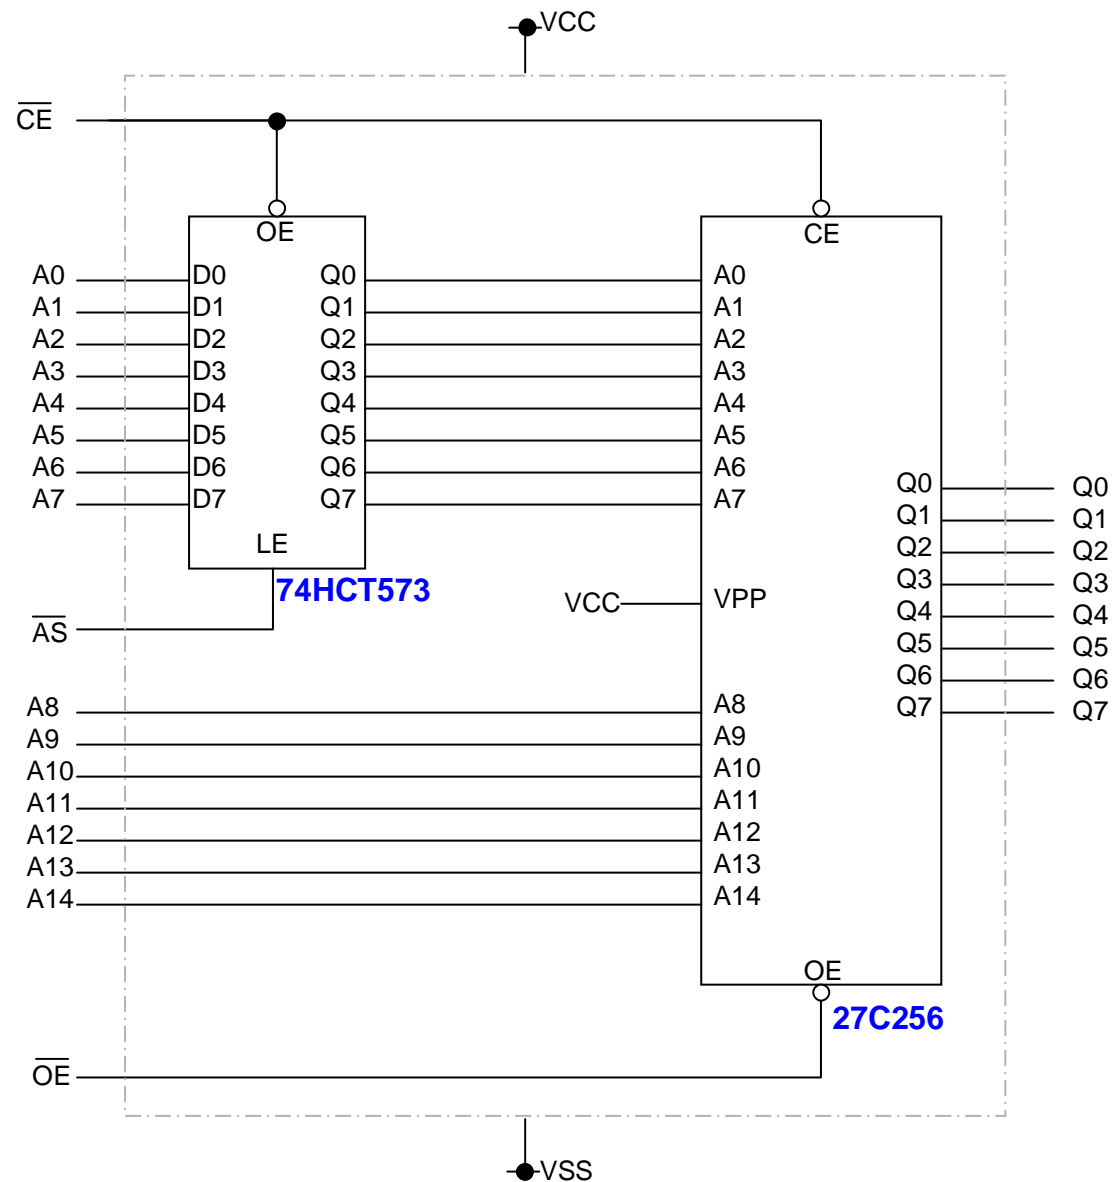 VCC
CE
OE
CE
A0 D0 Q0 A0
A1 D1 Q1 A1
A2 D2 Q2 A2
A3 D3 Q3 A3
A4 D4 Q4 A4
A5 D5 Q5 A5
A6 D6 Q6 A6
A7 D7 Q7 A7
Q0 Q0
Q1 Q1
Q2 Q2
Q3 Q3
Q4 Q4
Q5 Q5
Q6 Q6
Q7 Q7
LE
74HCT573
VCC VPP
AS
A8 A8
A9 A9
A10 A10
A11 A11
A12 A12
A13 A13
A14 A14
OE
27C256
OE
VSS